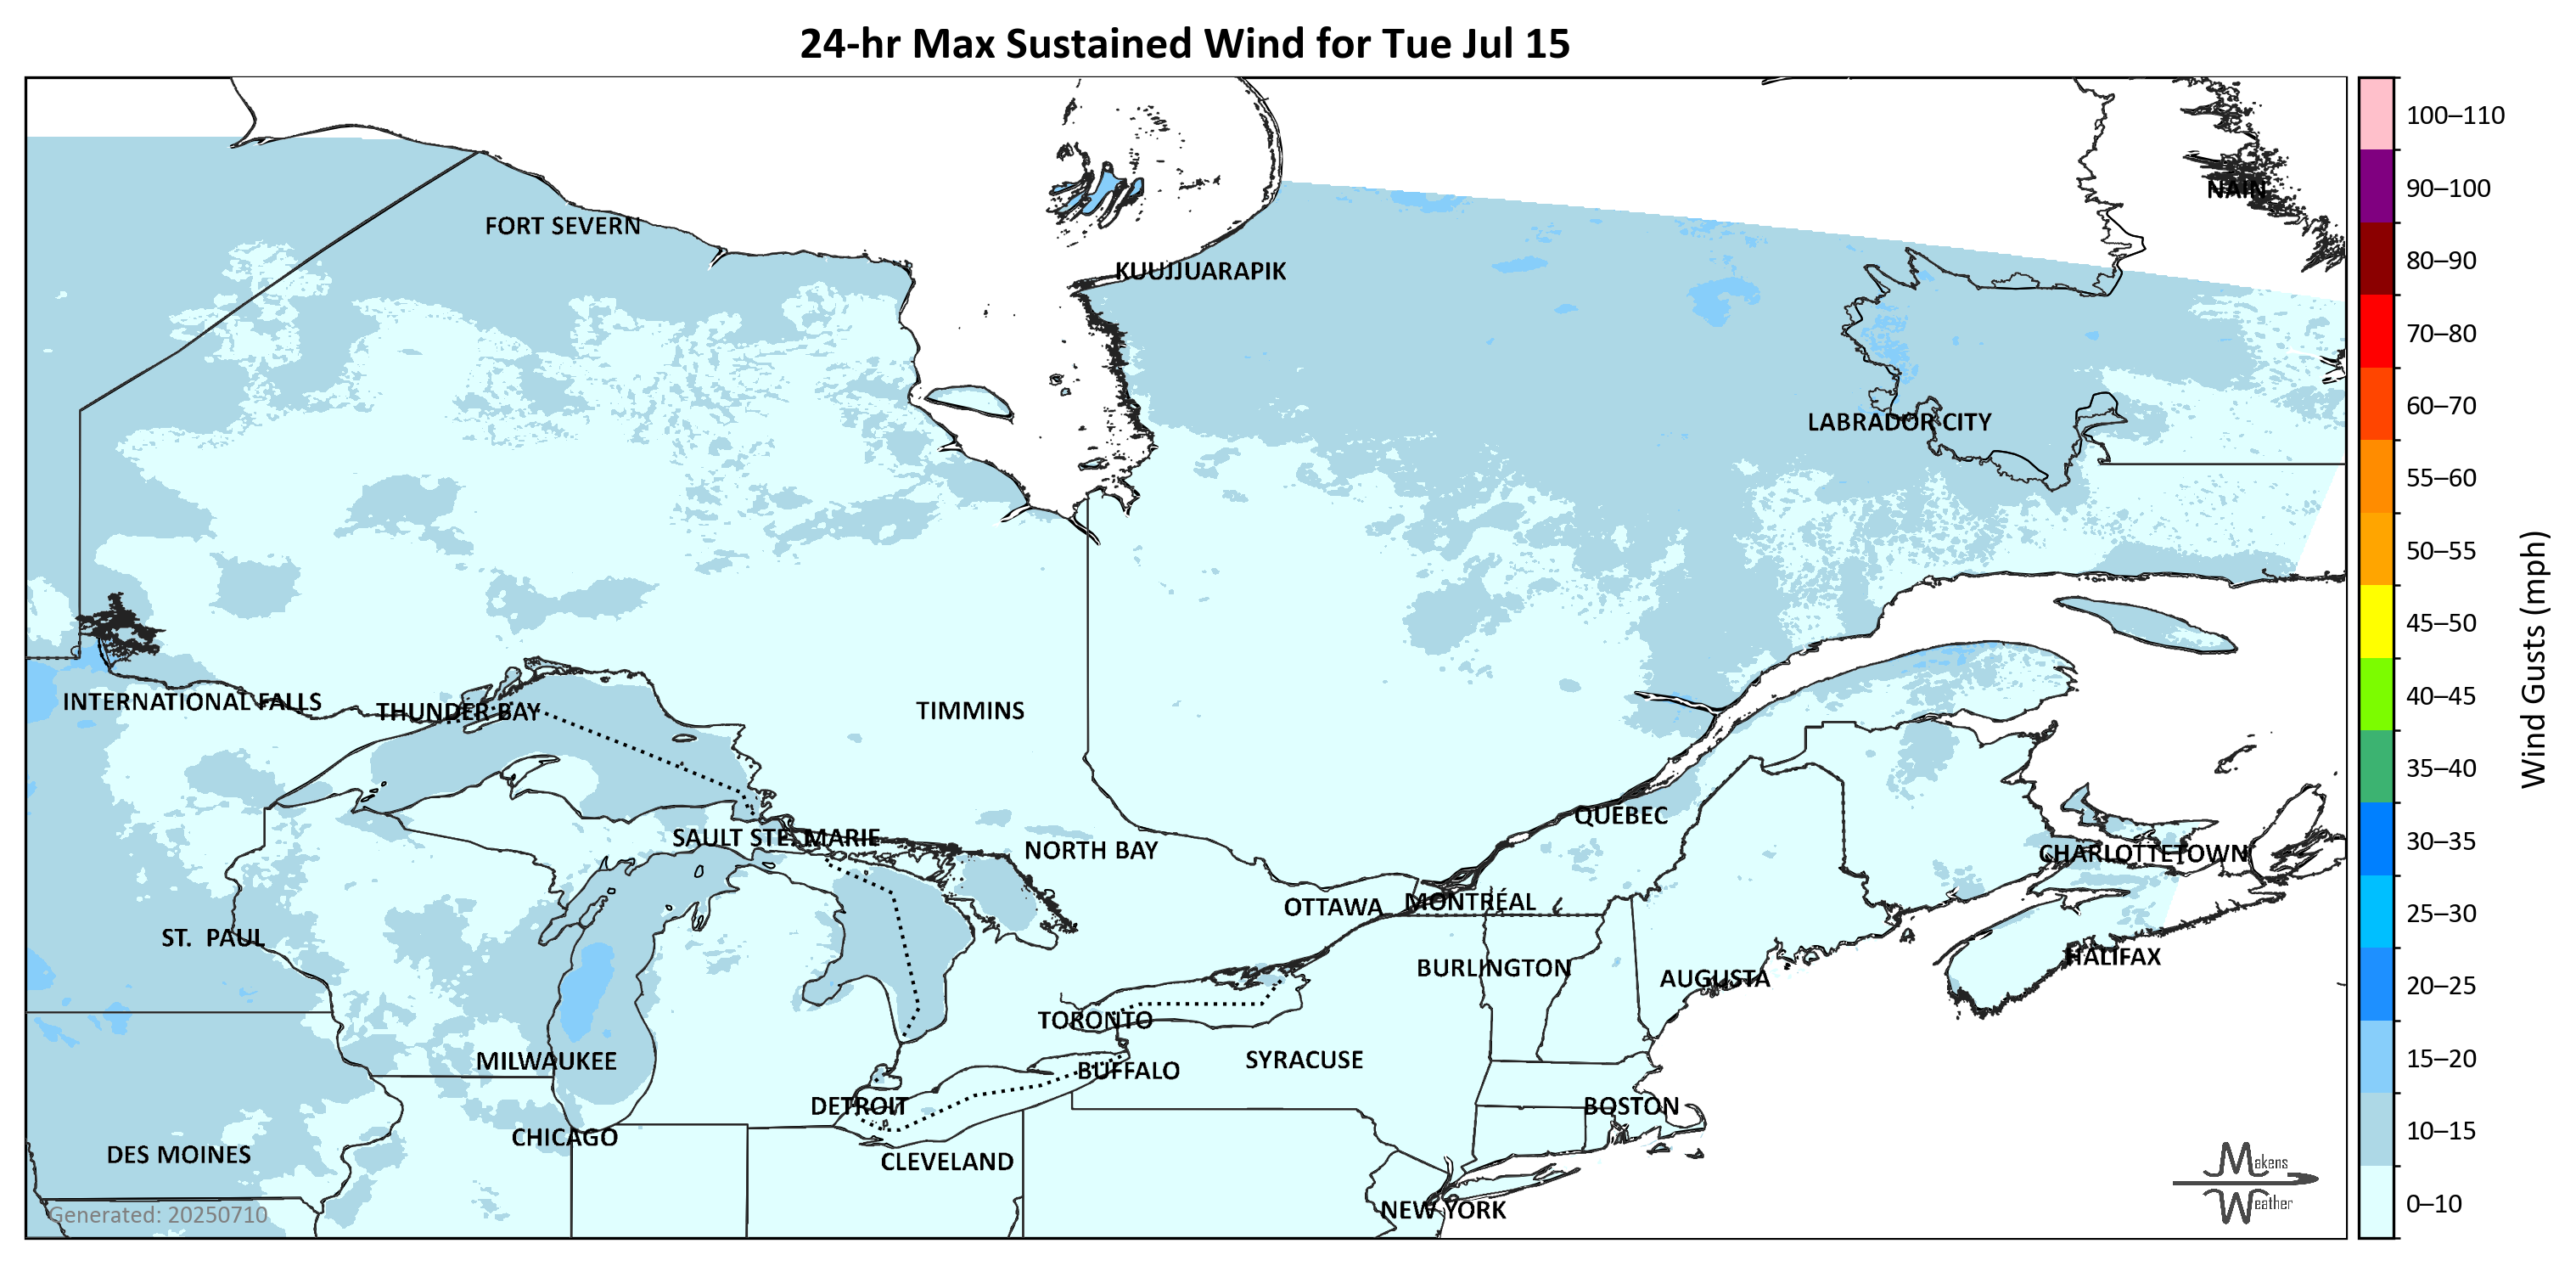 24-hr Max Sustained Wind for Tue Jul 15
100–110
90–100
80–90
70–80
60–70
55–60
50–55
45–50
40–45
35–40
30–35
25–30
20–25
15–20
10–15
0–10
Wind Gusts (mph)
NAIN
FORT SEVERN
KUUJJUARAPIK
LABRADOR CITY
INTERNATIONAL FALLS
THUNDER BAY
TIMMINS
QUEBEC
SAULT STE. MARIE
NORTH BAY
CHARLOTTETOWN
OTTAWA
MONTRÉAL
ST. PAUL
BURLINGTON
AUGUSTA
HALIFAX
TORONTO
MILWAUKEE
BUFFALO
SYRACUSE
DETROIT
BOSTON
CHICAGO
DES MOINES
CLEVELAND
NEW YORK
Generated: 20250710
Makens
Weather